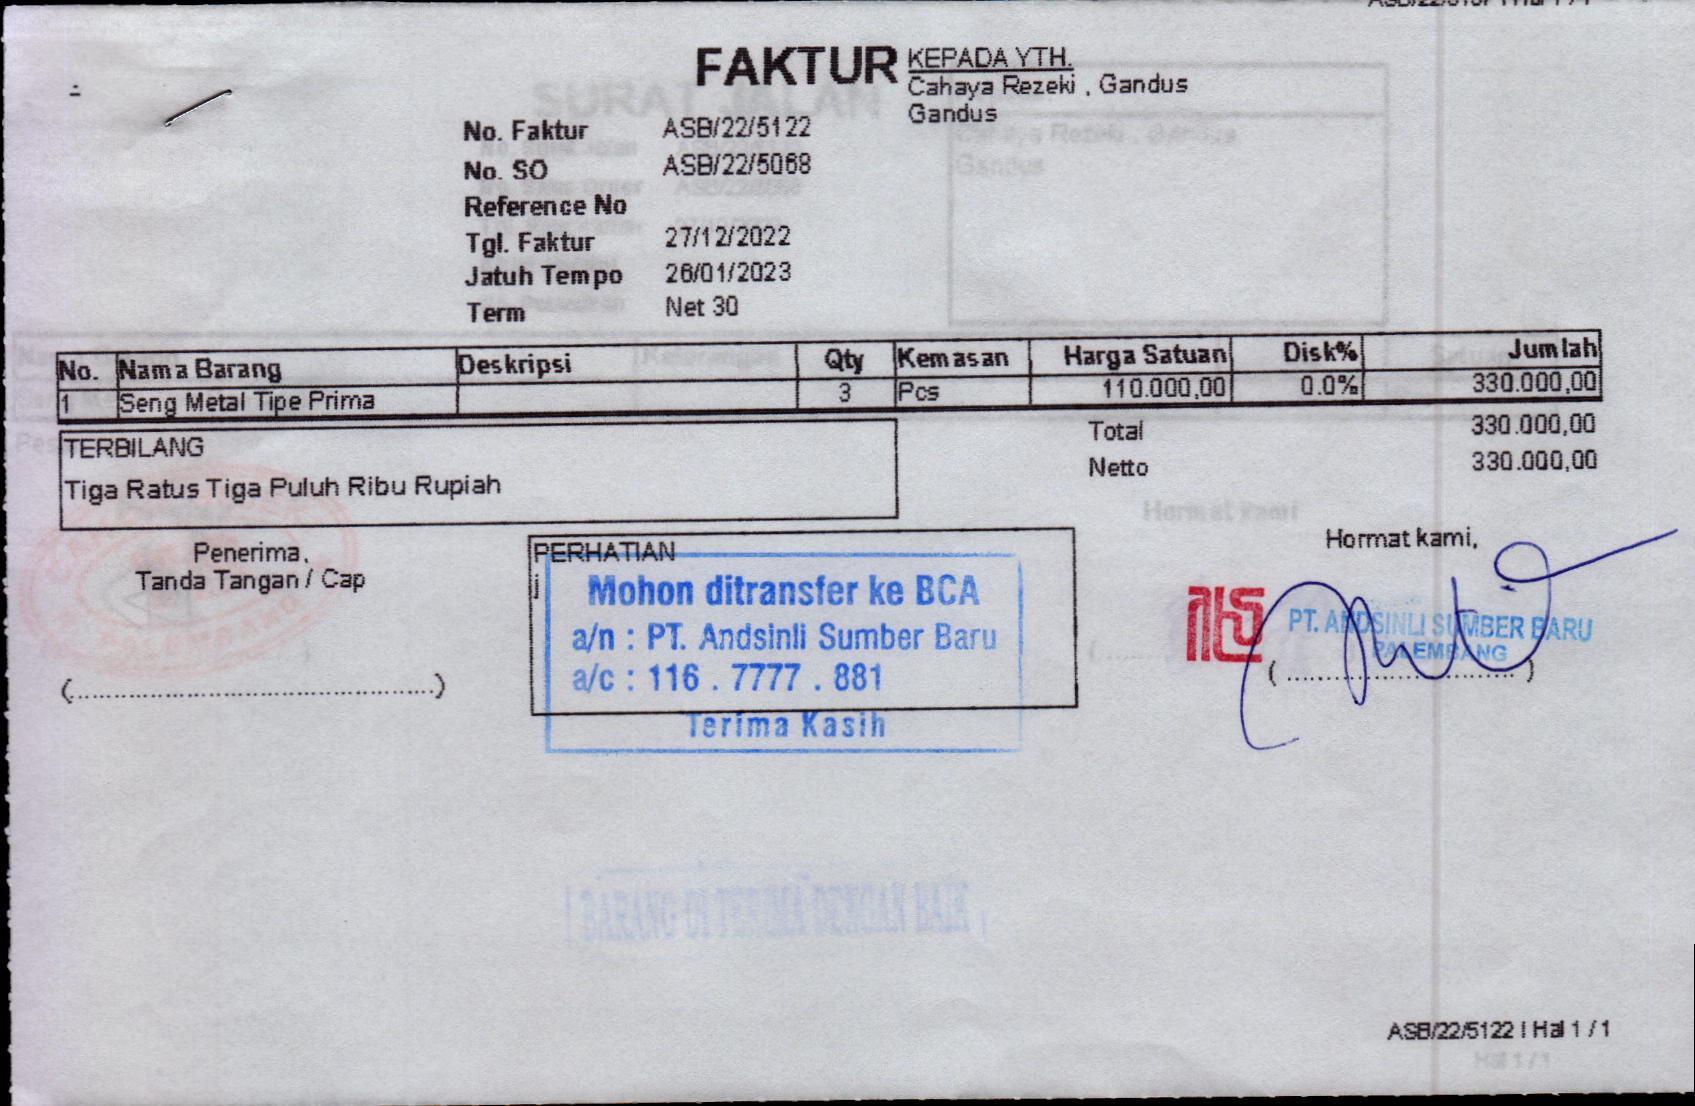 FAKTUR
KEPADA YTH.
Cahaya Rezeki , Gandus
Gandus
No. Faktur ASB/22/5122
No. SO ASB/22/5068
Reference No
Tgl. Faktur 27/12/2022
Jatuh Tempo 26/01/2023
Term Net 30
No. Nama Barang Deskripsi Qty Kemasan Harga Satuan Disk% Jumlah
1 Seng Metal Tipe Prima 3 Pcs 110.000,00 0.0% 330.000,00
Total 330.000,00
Netto 330.000,00
TERBILANG
Tiga Ratus Tiga Puluh Ribu Rupiah
Penerima,
Tanda Tangan / Cap
(................................................)
PERHATIAN
j
Mohon ditransfer ke BCA
a/n : PT. Andsinli Sumber Baru
a/c : 116 . 7777 . 881
Terima Kasih
Hormat kami,
PT. ANDSINLI SUMBER BARU
PALEMBANG
( ............................... )
BARANG DI TERIMA DENGAN BAIK
ASB/22/5122 | Hal 1 / 1